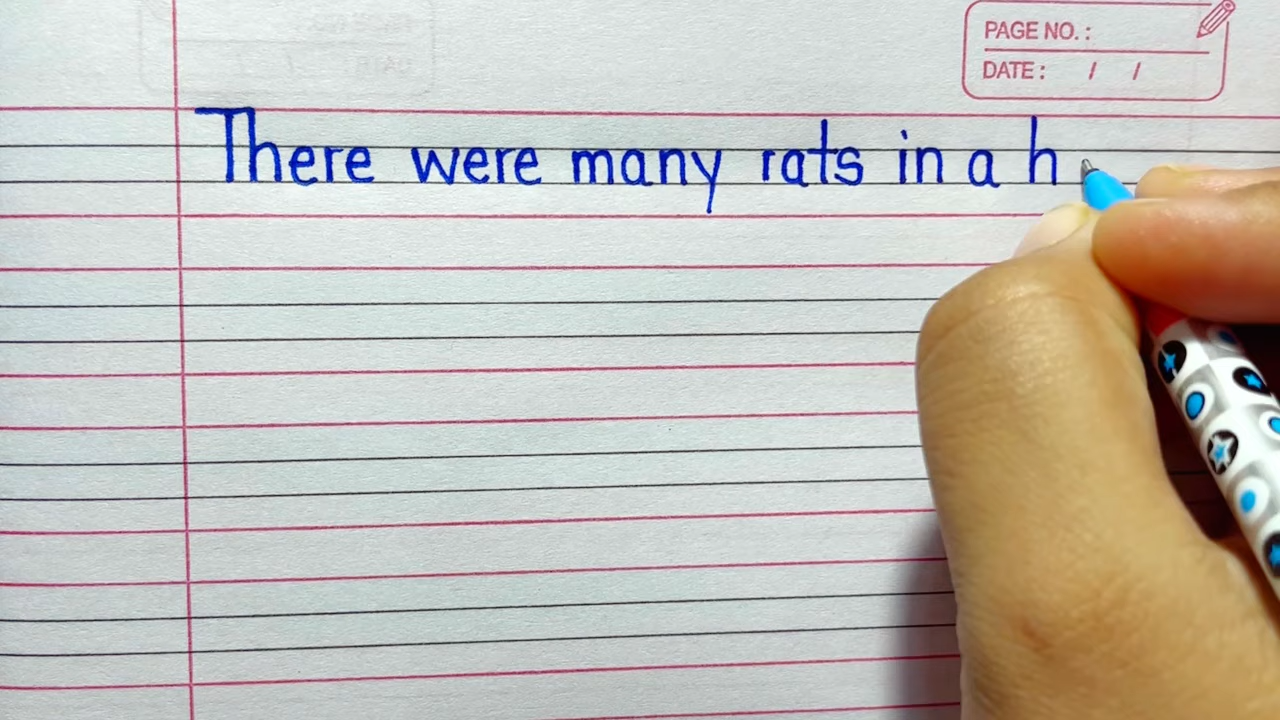 PAGE NO. :
DATE : / /
There were many rats in a h